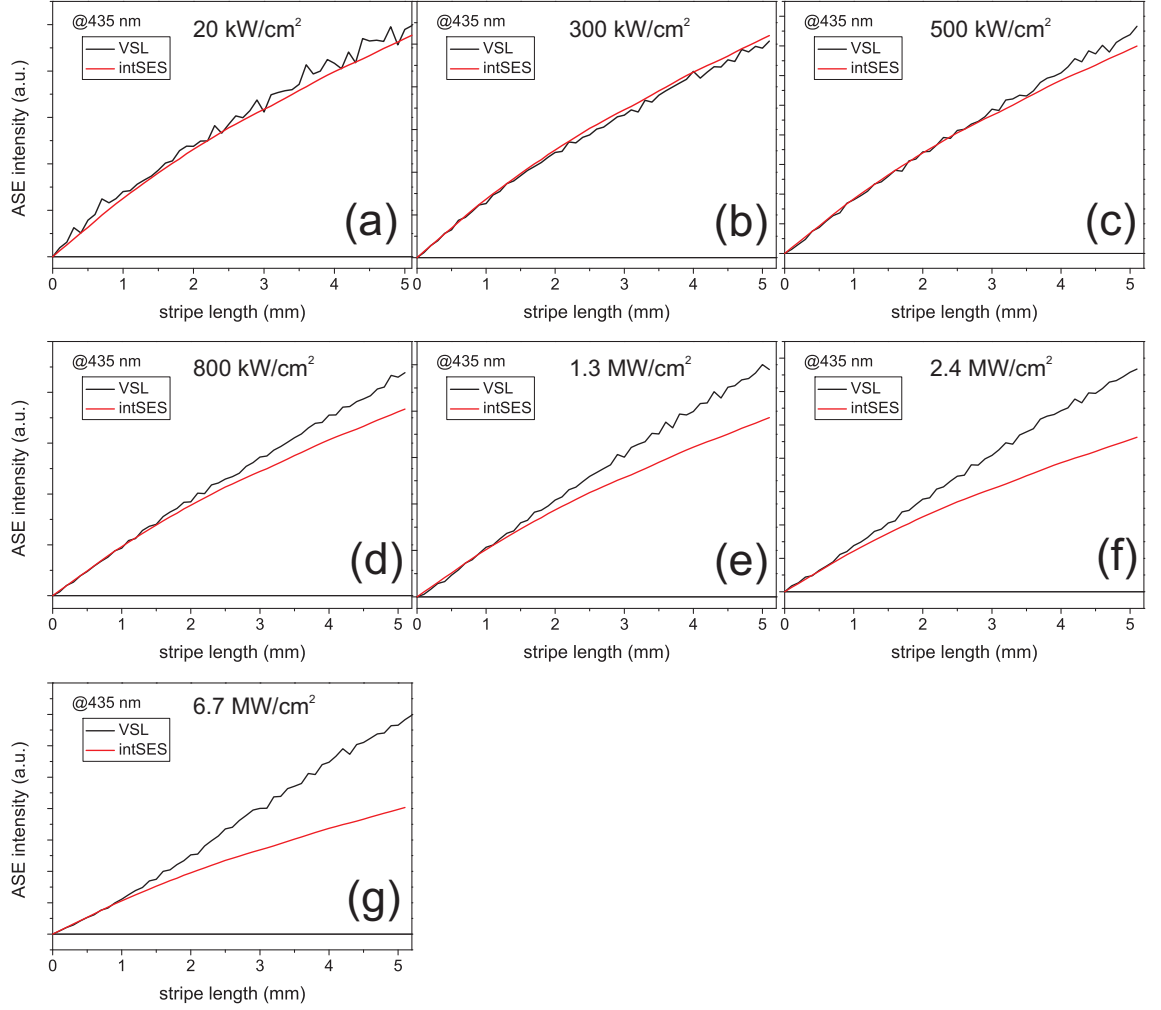 @435 nm
20 kW/cm²
VSL
intSES
ASE intensity (a.u.)
(a)
0 1 2 3 4 5
stripe length (mm)
@435 nm
300 kW/cm²
VSL
intSES
(b)
0 1 2 3 4 5
stripe length (mm)
@435 nm
500 kW/cm²
VSL
intSES
(c)
0 1 2 3 4 5
stripe length (mm)
@435 nm
800 kW/cm²
VSL
intSES
ASE intensity (a.u.)
(d)
0 1 2 3 4 5
stripe length (mm)
@435 nm
1.3 MW/cm²
VSL
intSES
(e)
0 1 2 3 4 5
stripe length (mm)
@435 nm
2.4 MW/cm²
VSL
intSES
(f)
0 1 2 3 4 5
stripe length (mm)
@435 nm
6.7 MW/cm²
VSL
intSES
ASE intensity (a.u.)
(g)
0 1 2 3 4 5
stripe length (mm)